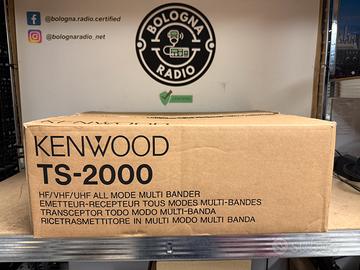 @bologna.radio.certified
@bolognaradio_net
BOLOGNA
RADIO
KENWOOD
TS-2000
HF/VHF/UHF ALL MODE MULTI BANDER
EMETTEUR-RECEPTEUR TOUS MODES MULTI-BANDES
TRANSCEPTOR TODO MODO MULTI-BANDA
RICETRASMETTITORE IN MULTI MODO MULTI BANDA